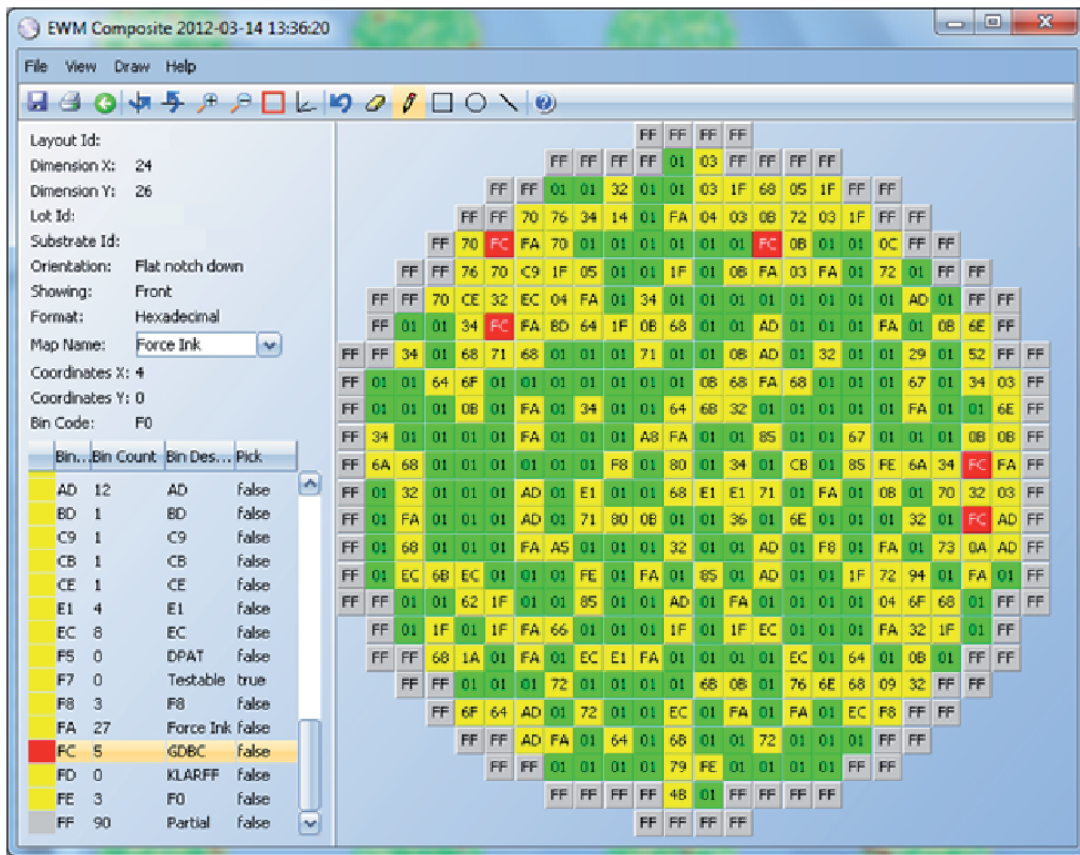 EWM Composite 2012-03-14 13:36:20
File View Draw Help
Layout Id:
Dimension X: 24
Dimension Y: 26
Lot Id:
Substrate Id:
Orientation: Flat notch down
Showing: Front
Format: Hexadecimal
Map Name: Force Ink
Coordinates X: 4
Coordinates Y: 0
Bin Code: F0
Bin... Bin Count Bin Des... Pick
AD 12 AD false
BD 1 BD false
C9 1 C9 false
CB 1 CB false
CE 1 CE false
E1 4 E1 false
EC 8 EC false
F5 0 DPAT false
F7 0 Testable true
F8 3 F8 false
FA 27 Force Ink false
FC 5 GDBC false
FD 0 KLARFF false
FE 3 F0 false
FF 90 Partial false
FF FF FF FF
FF FF FF FF 01 03 FF FF FF FF
FF FF 01 01 32 01 01 03 1F 68 05 1F FF FF
FF FF 70 76 34 14 01 FA 04 03 0B 72 03 1F FF FF
FF 70 FC FA 70 01 01 01 01 01 01 FC 0B 01 01 0C FF FF
FF FF 76 70 C9 1F 05 01 01 1F 01 0B FA 03 FA 01 72 01 FF FF
FF FF 70 CE 32 EC 04 FA 01 34 01 01 01 01 01 01 01 01 AD 01 FF FF
FF 01 01 34 FC FA BD 64 1F 0B 68 01 01 AD 01 01 01 FA 01 0B 6E FF
FF FF 34 01 68 71 68 01 01 01 71 01 01 0B AD 01 32 01 01 29 01 52 FF FF
FF 01 01 64 6F 01 01 01 01 01 01 01 0B 68 FA 68 01 01 01 67 01 34 03 FF
FF 01 01 01 0B 01 FA 01 34 01 01 64 6B 32 01 01 01 01 01 FA 01 01 6E FF
FF 34 01 01 01 01 FA 01 01 01 A8 FA 01 01 85 01 01 67 01 01 01 0B 0B FF
FF 6A 68 01 01 01 01 01 01 F8 01 80 01 34 01 CB 01 85 FE 6A 34 FC FA FF
FF 01 32 01 01 01 AD 01 E1 01 01 68 E1 E1 71 01 FA 01 0B 01 70 32 03 FF
FF 01 FA 01 01 01 AD 01 71 80 0B 01 01 36 01 6E 01 01 01 32 01 FC AD FF
FF 01 68 01 01 01 FA A5 01 01 01 32 01 01 AD 01 F8 01 FA 01 73 0A AD FF
FF 01 EC 6B EC 01 01 01 FE 01 FA 01 85 01 AD 01 01 1F 72 94 01 FA 01 FF
FF FF 01 01 62 1F 01 01 85 01 01 AD 01 FA 01 01 01 01 04 6F 68 01 FF FF
FF 01 1F 01 1F FA 66 01 01 01 1F 01 1F EC 01 01 01 FA 32 1F 01 FF
FF FF 68 1A 01 FA 01 EC E1 FA 01 01 01 01 EC 01 64 01 0B 01 FF FF
FF FF 01 01 01 72 01 01 01 01 6B 0B 01 76 6E 68 09 32 FF FF
FF 6F 64 AD 01 72 01 01 EC 01 FA 01 FA 01 EC F8 FF FF
FF FF AD FA 01 64 01 68 01 01 72 01 01 01 FF FF
FF FF 01 01 01 01 79 FE 01 01 01 01 FF FF
FF FF FF FF 4B 01 FF FF FF FF
FF FF FF FF